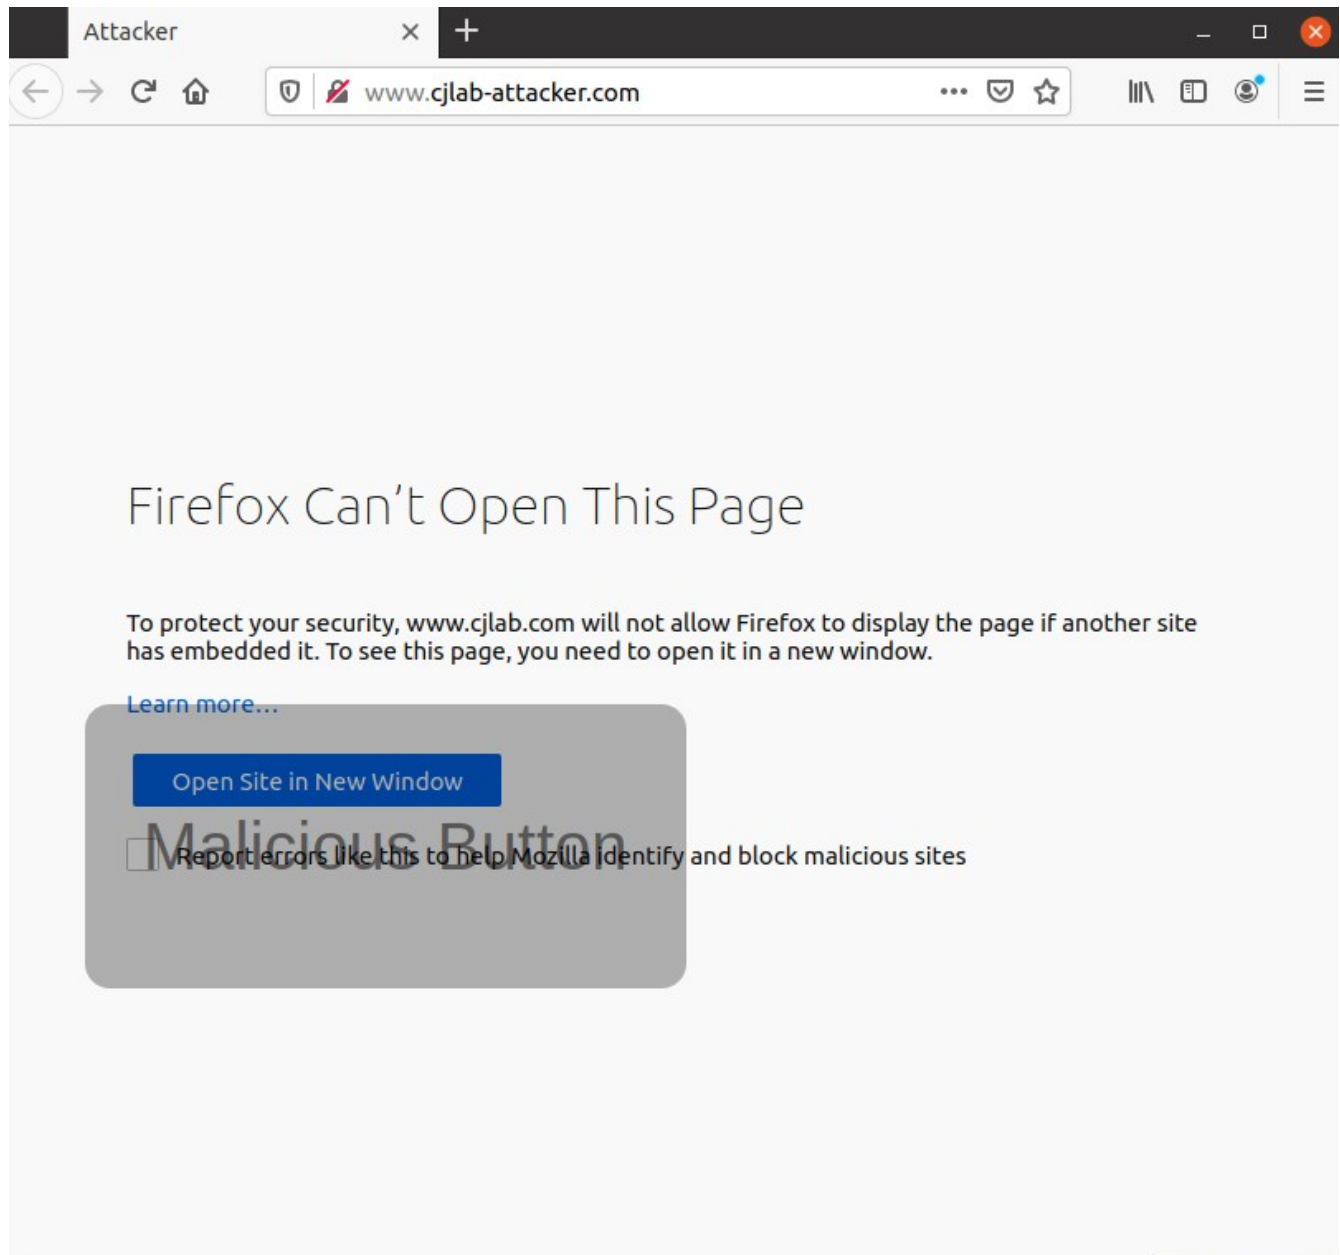 Attacker
www.cjlab-attacker.com
Firefox Can't Open This Page
To protect your security, www.cjlab.com will not allow Firefox to display the page if another site
has embedded it. To see this page, you need to open it in a new window.
Learn more...
Open Site in New Window
Malicious Button
Report errors like this to help Mozilla identify and block malicious sites